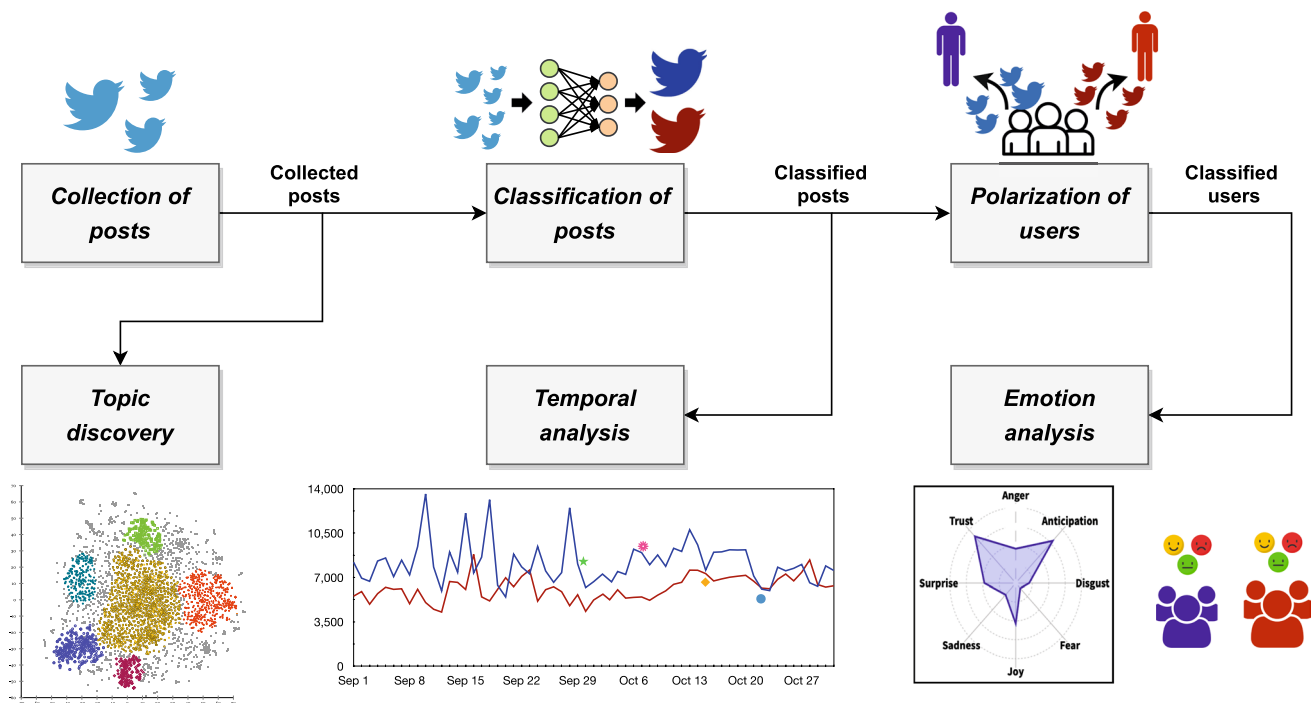 Collected
posts
Classified
posts
Classified
users
Collection of
posts
Classification of
posts
Polarization of
users
Topic
discovery
Temporal
analysis
Emotion
analysis
14,000
10,500
7,000
3,500
0
Sep 1
Sep 8
Sep 15
Sep 22
Sep 29
Oct 6
Oct 13
Oct 20
Oct 27
Anger
Trust
Anticipation
Surprise
Disgust
Sadness
Fear
Joy